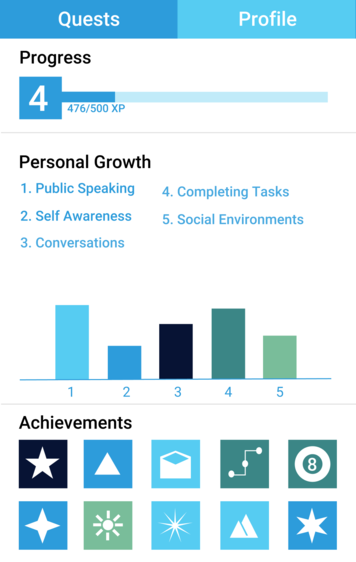 Quests Profile
Progress
4
476/500 XP
Personal Growth
1. Public Speaking
2. Self Awareness
3. Conversations
4. Completing Tasks
5. Social Environments
1 2 3 4 5
Achievements
8